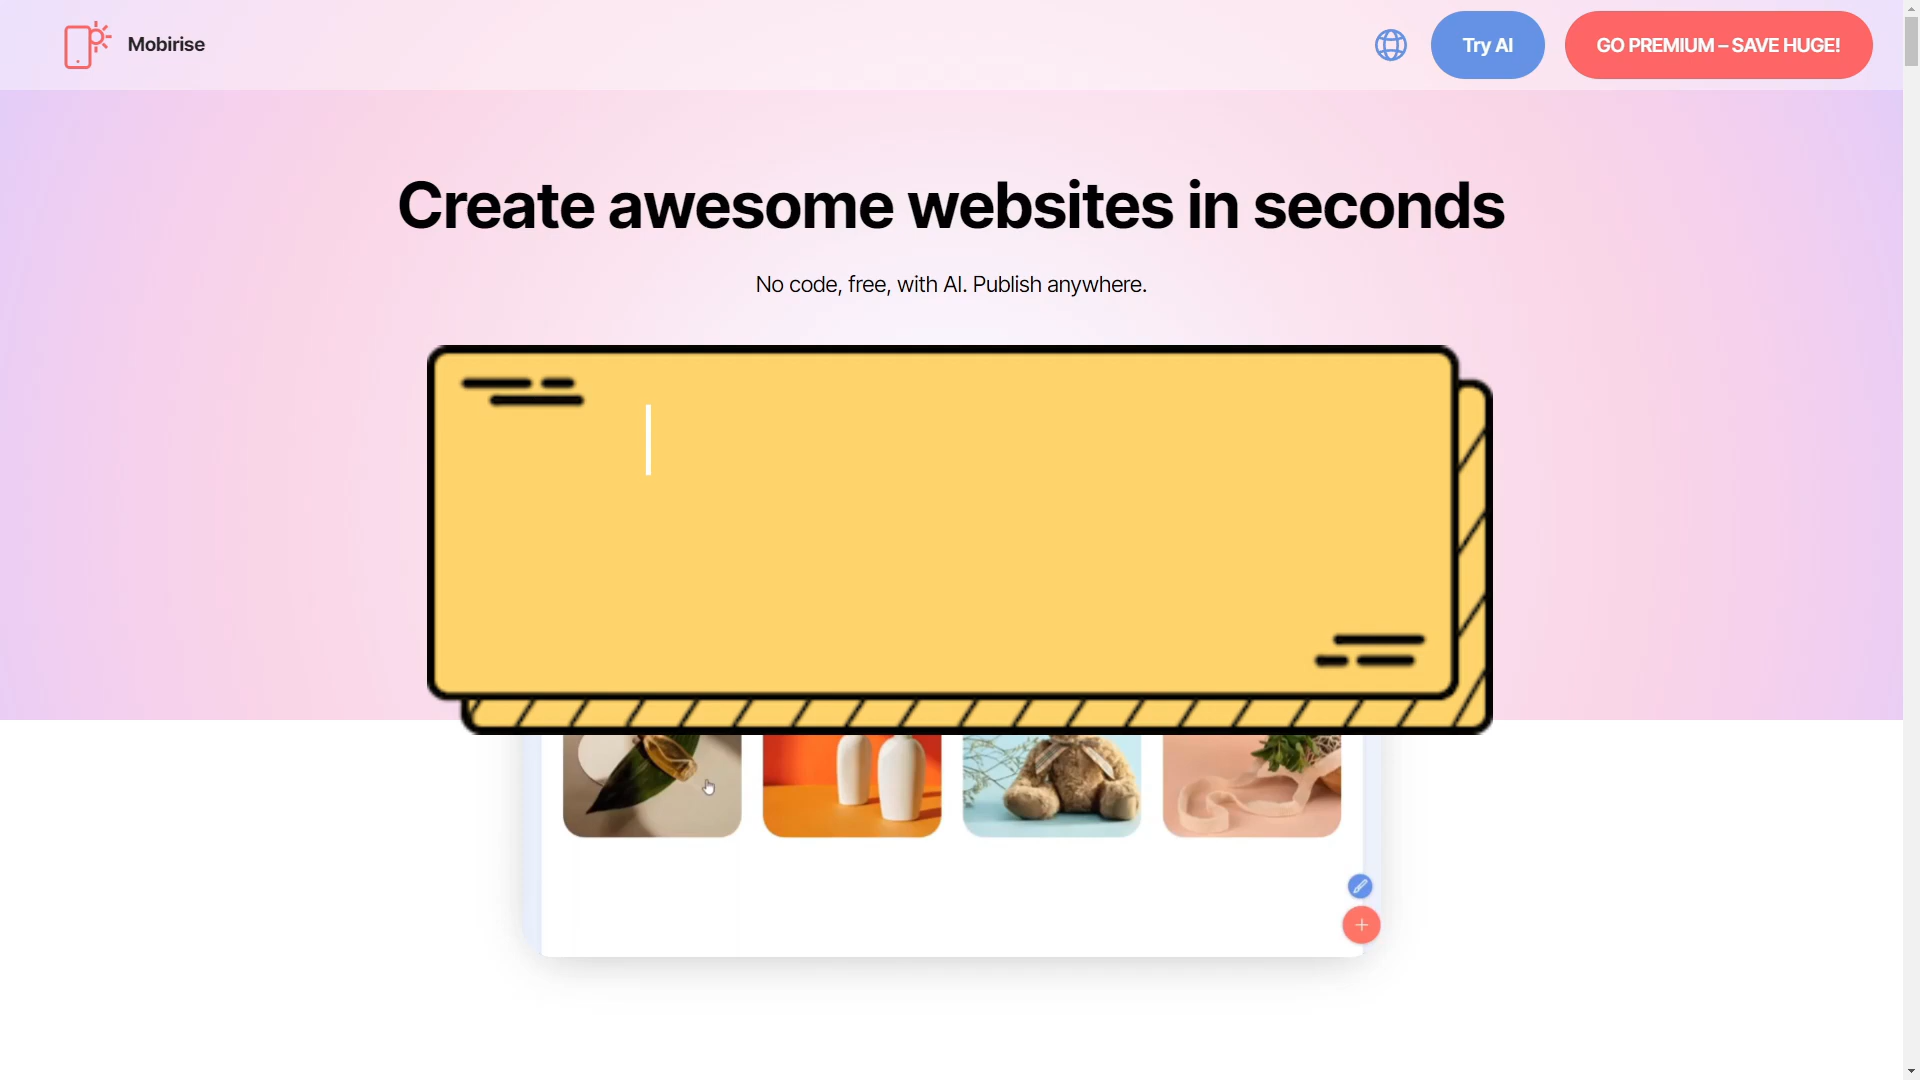 Mobirise
Try AI
GO PREMIUM – SAVE HUGE!
Create awesome websites in seconds
No code, free, with AI. Publish anywhere.